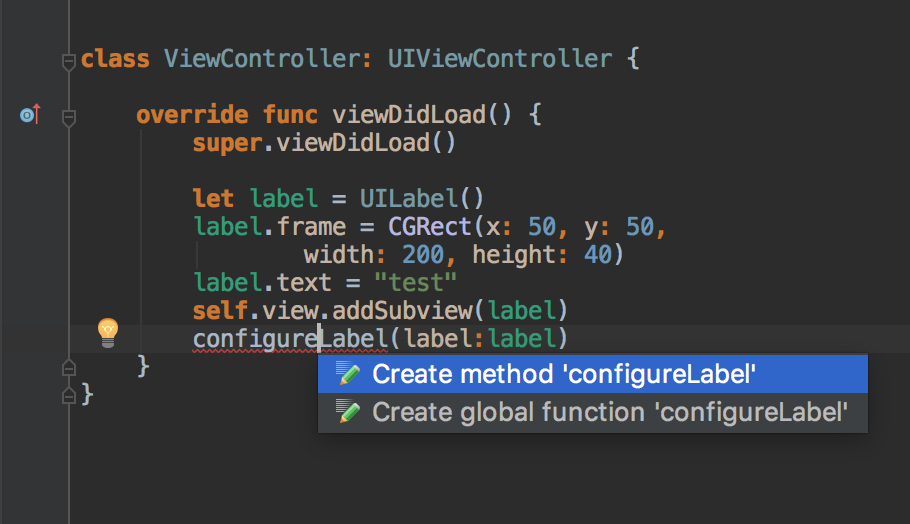 class ViewController: UIViewController {
override func viewDidLoad() {
super.viewDidLoad()
let label = UILabel()
label.frame = CGRect(x: 50, y: 50,
width: 200, height: 40)
label.text = "test"
self.view.addSubview(label)
configureLabel(label:label)
}
Create method 'configureLabel'
}
Create global function 'configureLabel'